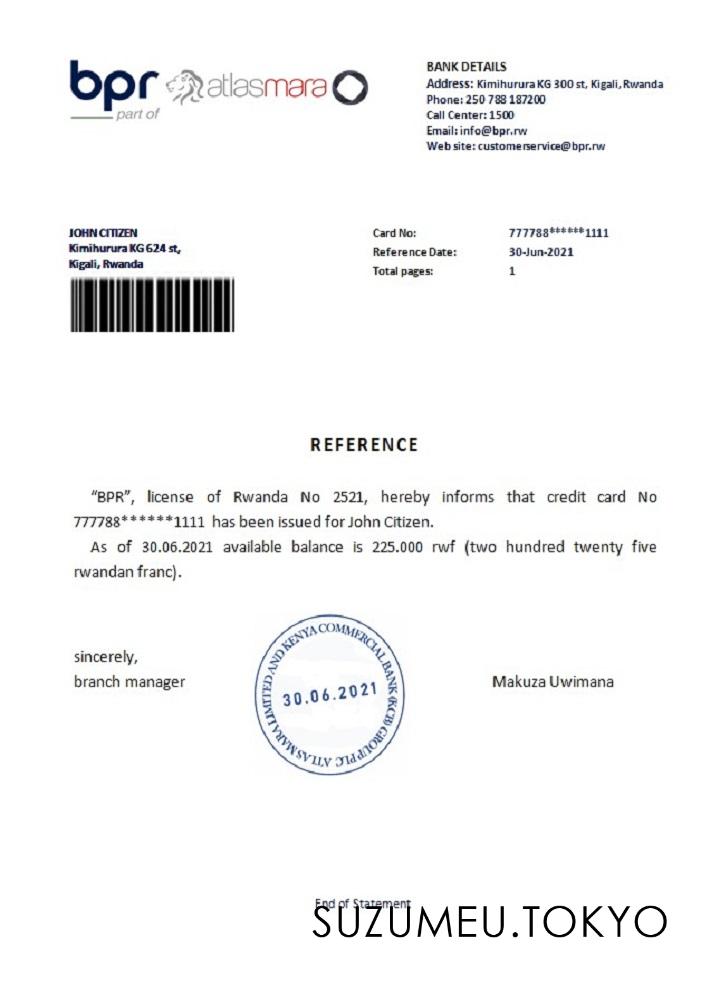 bpr atlasmara
part of
BANK DETAILS
Address: Kimihurura KG 300 st, Kigali, Rwanda
Phone: 250 788 187200
Call Center: 1500
Email: info@bpr.rw
Web site: customerservice@bpr.rw
JOHN CITIZEN
Kimihurura KG 624 st,
Kigali, Rwanda
Card No: 777788******1111
Reference Date: 30-Jun-2021
Total pages: 1
REFERENCE
“BPR”, license of Rwanda No 2521, hereby informs that credit card No
777788******1111 has been issued for John Citizen.
As of 30.06.2021 available balance is 225.000 rwf (two hundred twenty five
rwandan franc).
sincerely,
branch manager
ATLAS MARA LIMITED AND KENYA COMMERCIAL BANK (KCB) GROUP PLC
30.06.2021
Makuza Uwimana
End of Statement
SUZUMEU.TOKYO